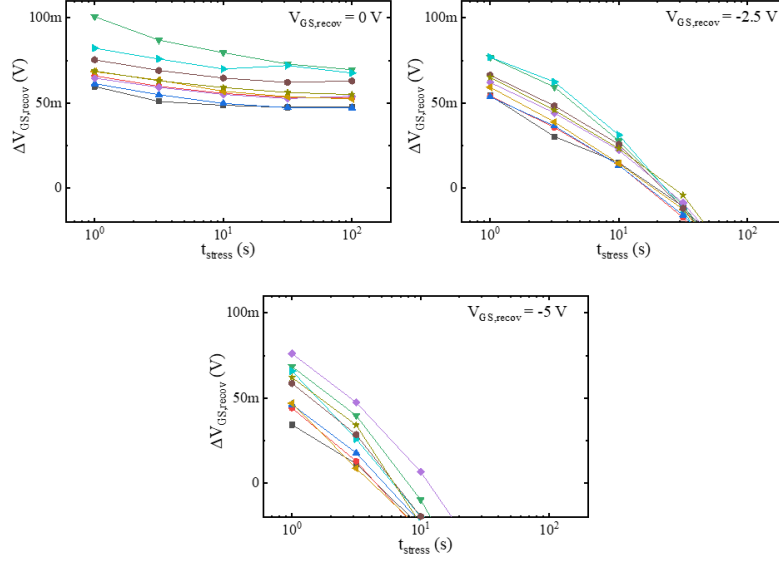 V_GS,recov = 0 V
100m
50m
0
ΔV_GS,recov (V)
10^0
10^1
10^2
t_stress (s)
V_GS,recov = -2.5 V
100m
50m
0
ΔV_GS,recov (V)
10^0
10^1
10^2
t_stress (s)
V_GS,recov = -5 V
100m
50m
0
ΔV_GS,recov (V)
10^0
10^1
10^2
t_stress (s)